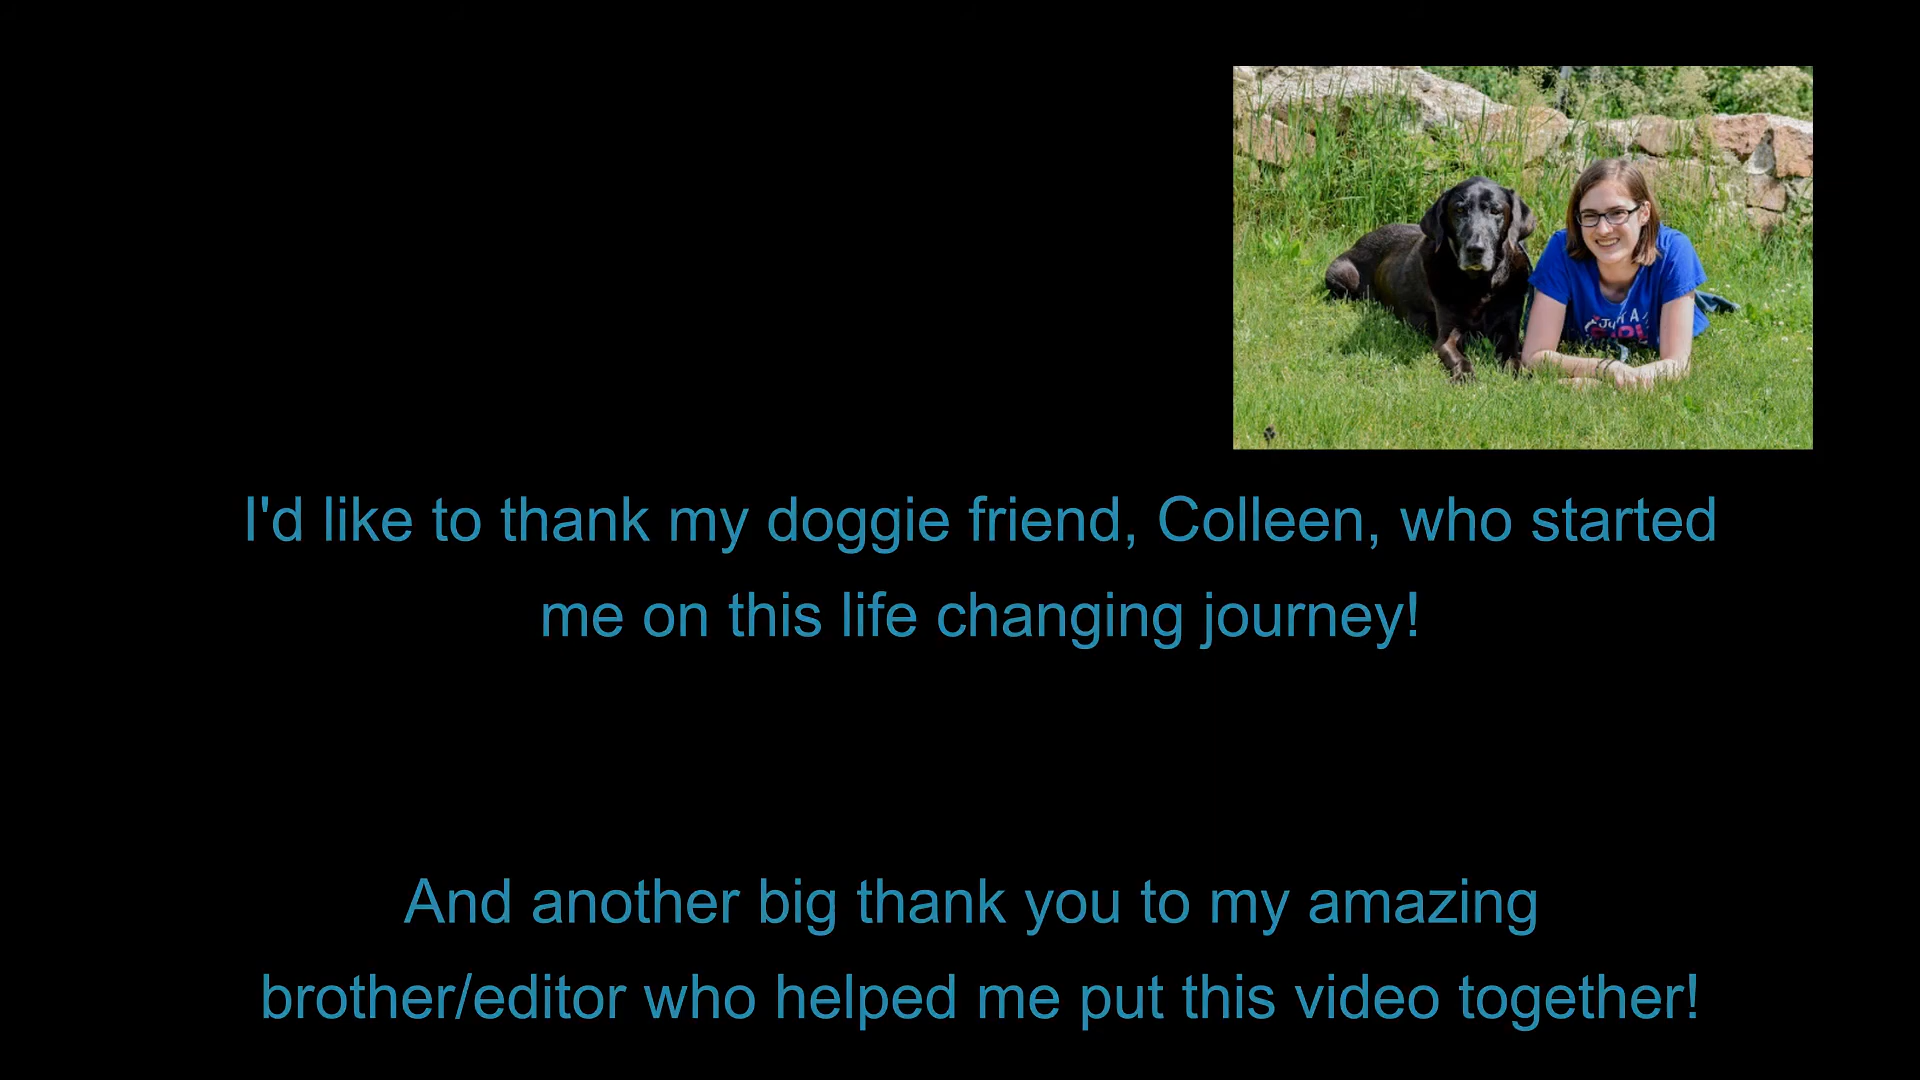 JUST A
I'd like to thank my doggie friend, Colleen, who started
me on this life changing journey!
And another big thank you to my amazing
brother/editor who helped me put this video together!